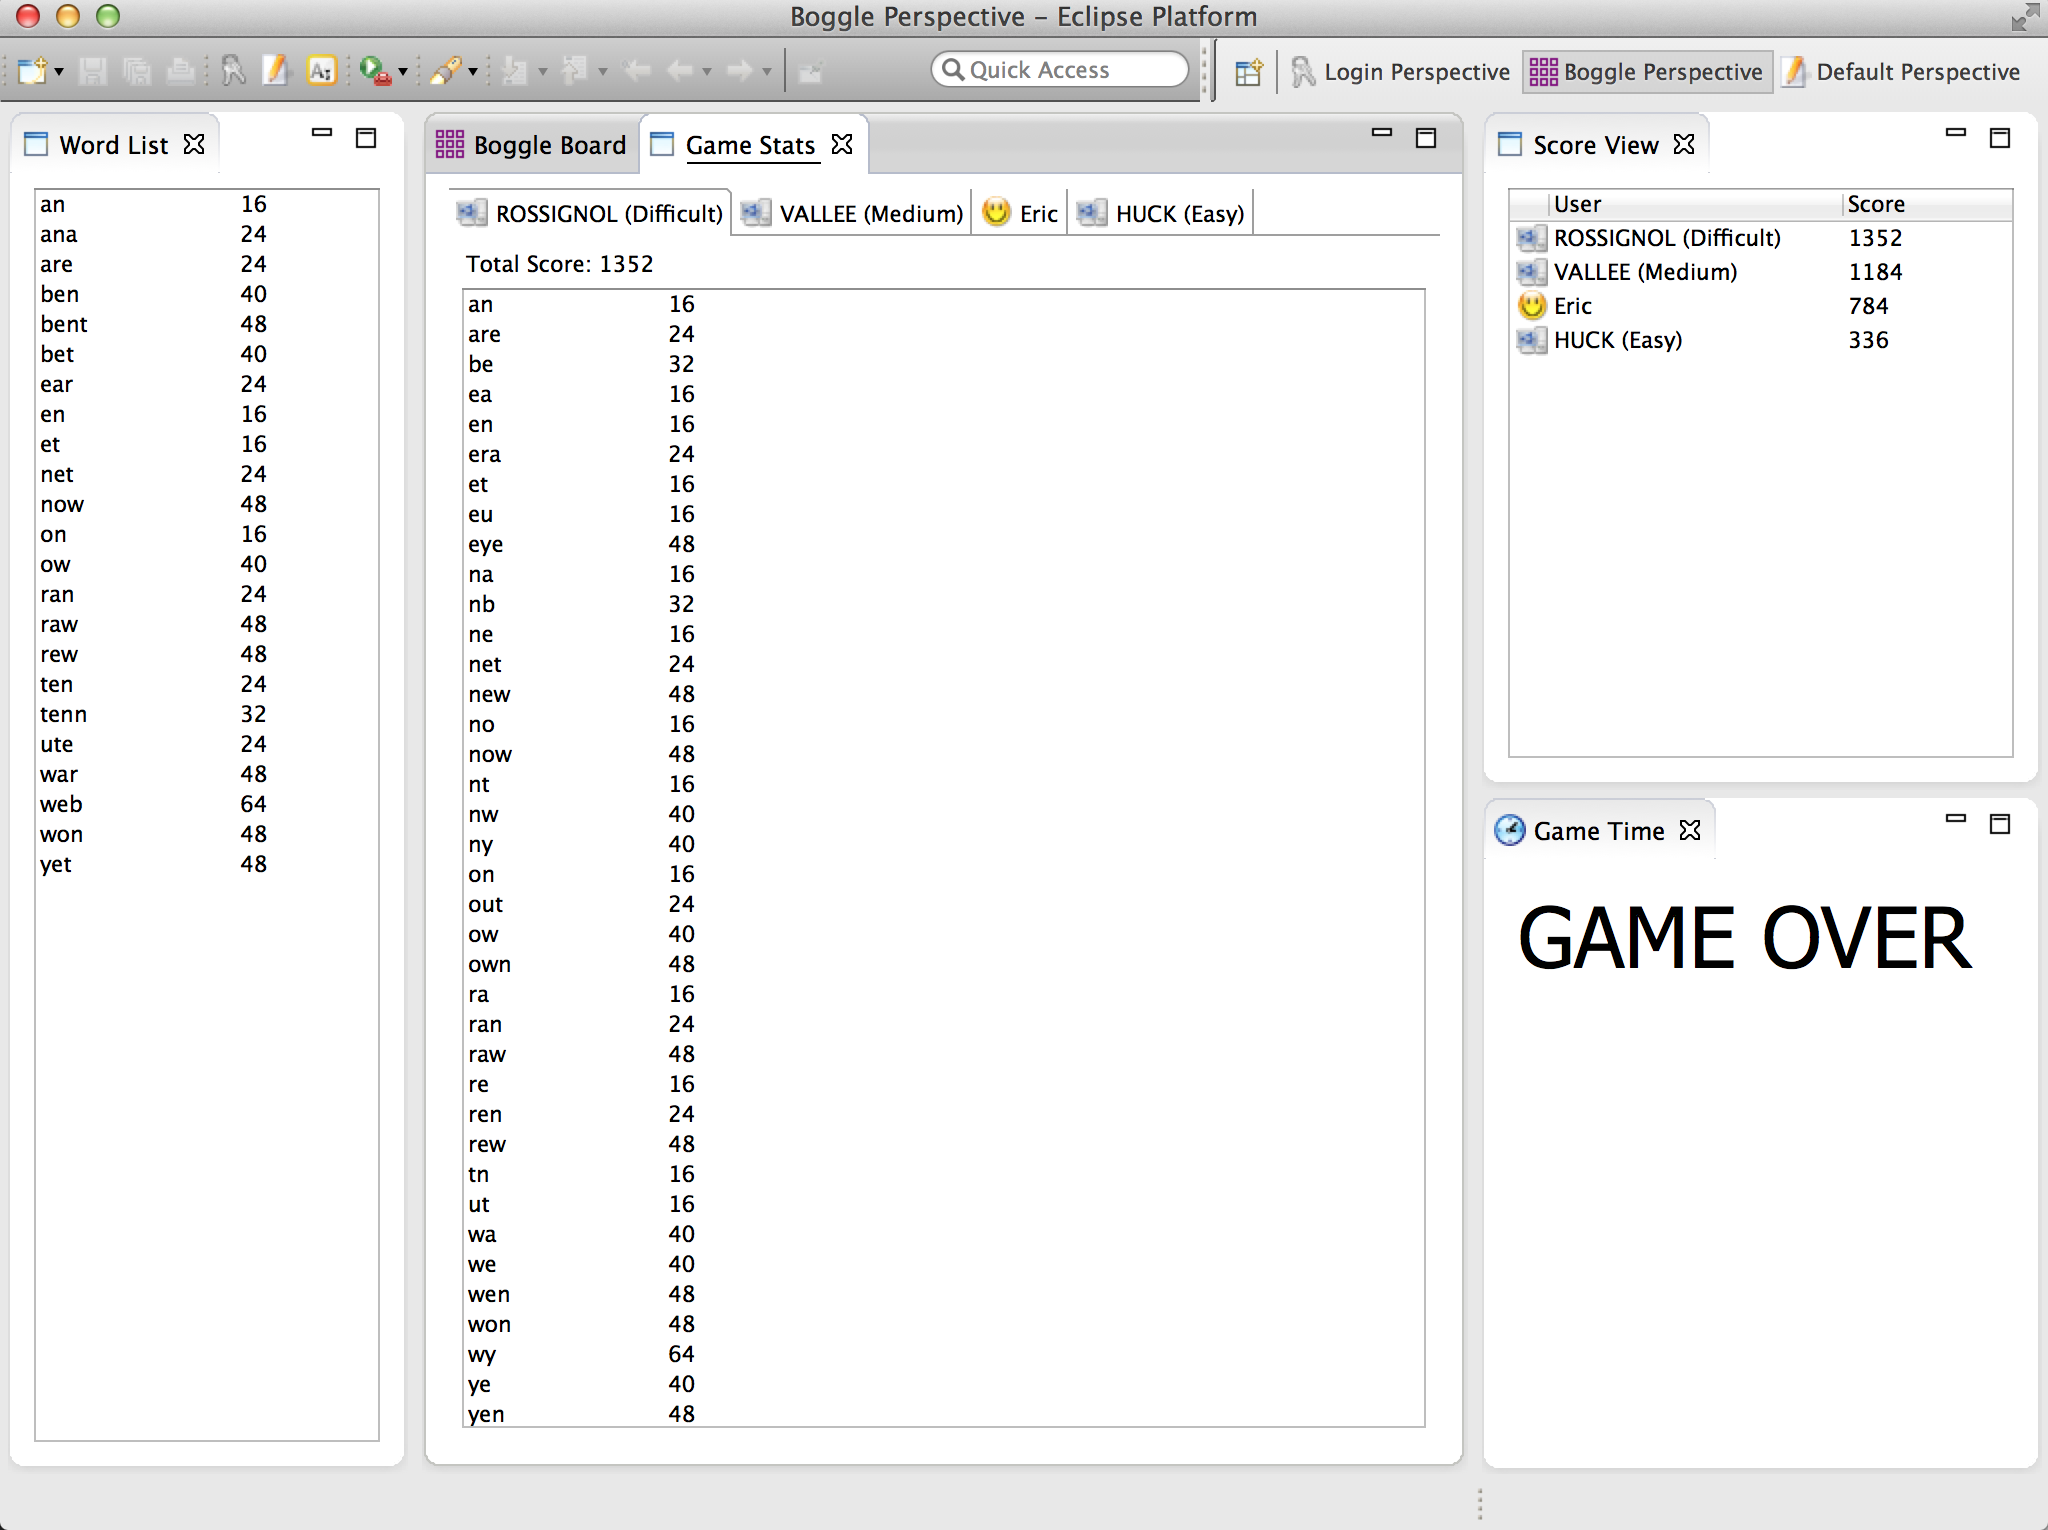 Boggle Perspective – Eclipse Platform
Quick Access
Login Perspective
Boggle Perspective
Default Perspective
Word List
an 16
ana 24
are 24
ben 40
bent 48
bet 40
ear 24
en 16
et 16
net 24
now 48
on 16
ow 40
ran 24
raw 48
rew 48
ten 24
tenn 32
ute 24
war 48
web 64
won 48
yet 48
Boggle Board
Game Stats
ROSSIGNOL (Difficult)
VALLEE (Medium)
Eric
HUCK (Easy)
Total Score: 1352
an 16
are 24
be 32
ea 16
en 16
era 24
et 16
eu 16
eye 48
na 16
nb 32
ne 16
net 24
new 48
no 16
now 48
nt 16
nw 40
ny 40
on 16
out 24
ow 40
own 48
ra 16
ran 24
raw 48
re 16
ren 24
rew 48
tn 16
ut 16
wa 40
we 40
wen 48
won 48
wy 64
ye 40
yen 48
Score View
User Score
ROSSIGNOL (Difficult) 1352
VALLEE (Medium) 1184
Eric 784
HUCK (Easy) 336
Game Time
GAME OVER